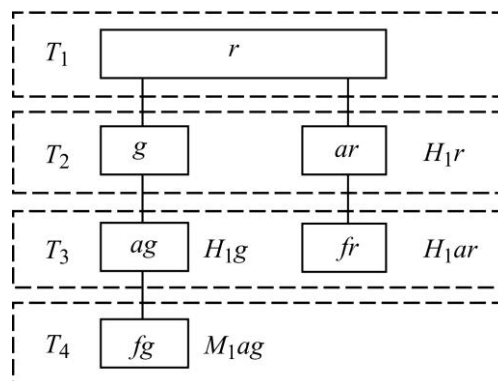 T₁ r
T₂ g ar H₁r
T₃ ag H₁g fr H₁ar
T₄ fg M₁ag